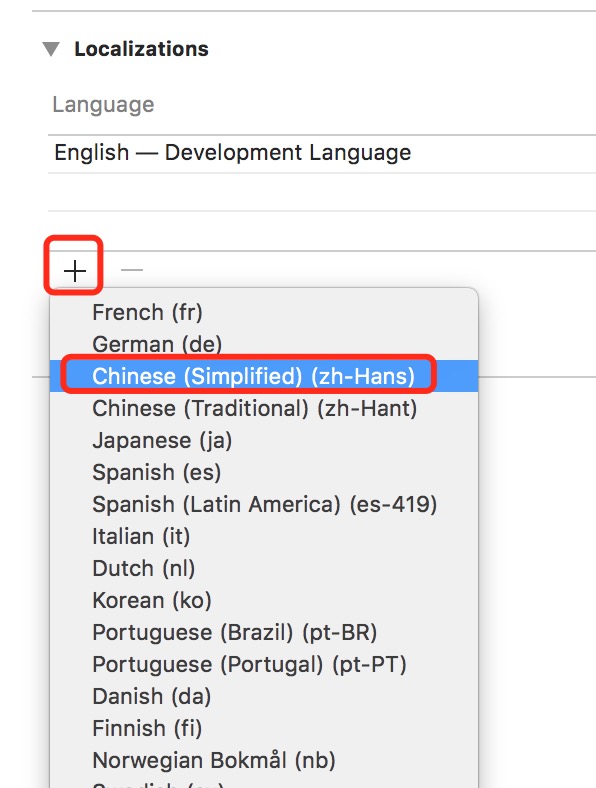 Localizations
Language
English — Development Language
French (fr)
German (de)
Chinese (Simplified) (zh-Hans)
Chinese (Traditional) (zh-Hant)
Japanese (ja)
Spanish (es)
Spanish (Latin America) (es-419)
Italian (it)
Dutch (nl)
Korean (ko)
Portuguese (Brazil) (pt-BR)
Portuguese (Portugal) (pt-PT)
Danish (da)
Finnish (fi)
Norwegian Bokmål (nb)